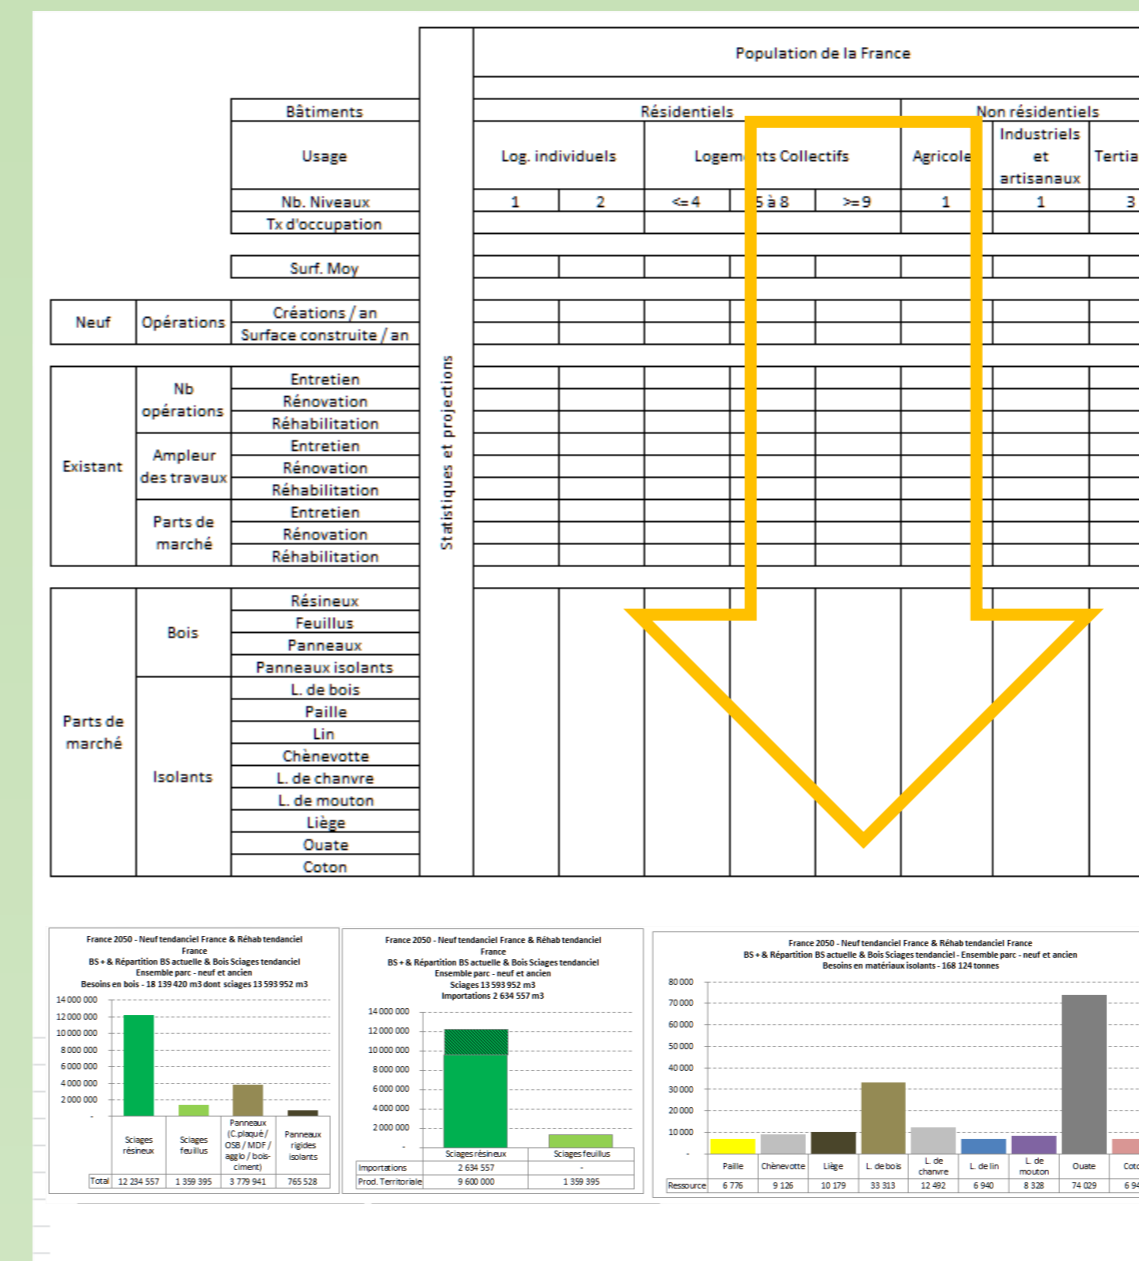 Population de la France
Bâtiments Résidentiels Non résidentiels
Usage Log. individuels Logements Collectifs Agricole Industriels et artisanaux
Nb. Niveaux 1 2 <=4 5 à 8 >=9 1 1 3
Tx d'occupation
Surf. Moy
Neuf Opérations Créations / an
Surface construite / an
Statistiques et projections
Existant Nb opérations Entretien
Rénovation
Réhabilitation
Ampleur des travaux Entretien
Rénovation
Réhabilitation
Parts de marché Entretien
Rénovation
Réhabilitation
Parts de marché Bois Résineux
Feuillus
Panneaux
Panneaux isolants
Isolants L. de bois
Paille
Lin
Chènevotte
L. de chanvre
L. de mouton
Liège
Ouate
Coton
France 2050 - Neuf tendanciel France & Réhab tendanciel
France
BS + & Répartition BS actuelle & Bois Sciages tendanciel
Ensemble parc - neuf et ancien
Besoins en bois - 18 139 420 m3 dont sciages 13 593 952 m3
14 000 000
12 000 000
10 000 000
8 000 000
6 000 000
4 000 000
2 000 000
-
Sciages résineux Sciages feuillus Panneaux (C.plaqué / OSB / MDF / agglo / bois-ciment) Panneaux rigides isolants
Total 12 234 557 1 359 395 3 779 941 765 528
France 2050 - Neuf tendanciel France & Réhab tendanciel
France
BS + & Répartition BS actuelle & Bois Sciages tendanciel
Ensemble parc - neuf et ancien
Sciages 13 593 952 m3
Importations 2 634 557 m3
14 000 000
12 000 000
10 000 000
8 000 000
6 000 000
4 000 000
2 000 000
-
Sciages résineux Sciages feuillus
Importations 2 634 557 -
Prod. Territoriale 9 600 000 1 359 395
France 2050 - Neuf tendanciel France & Réhab tendanciel France
BS + & Répartition BS actuelle & Bois Sciages tendanciel - Ensemble parc - neuf et ancien
Besoins en matériaux isolants - 168 124 tonnes
80 000
70 000
60 000
50 000
40 000
30 000
20 000
10 000
-
Paille Chènevotte Liège L. de bois L. de chanvre L. de lin L. de mouton Ouate
Ressource 6 776 9 126 10 179 33 313 12 492 6 940 8 328 74 029